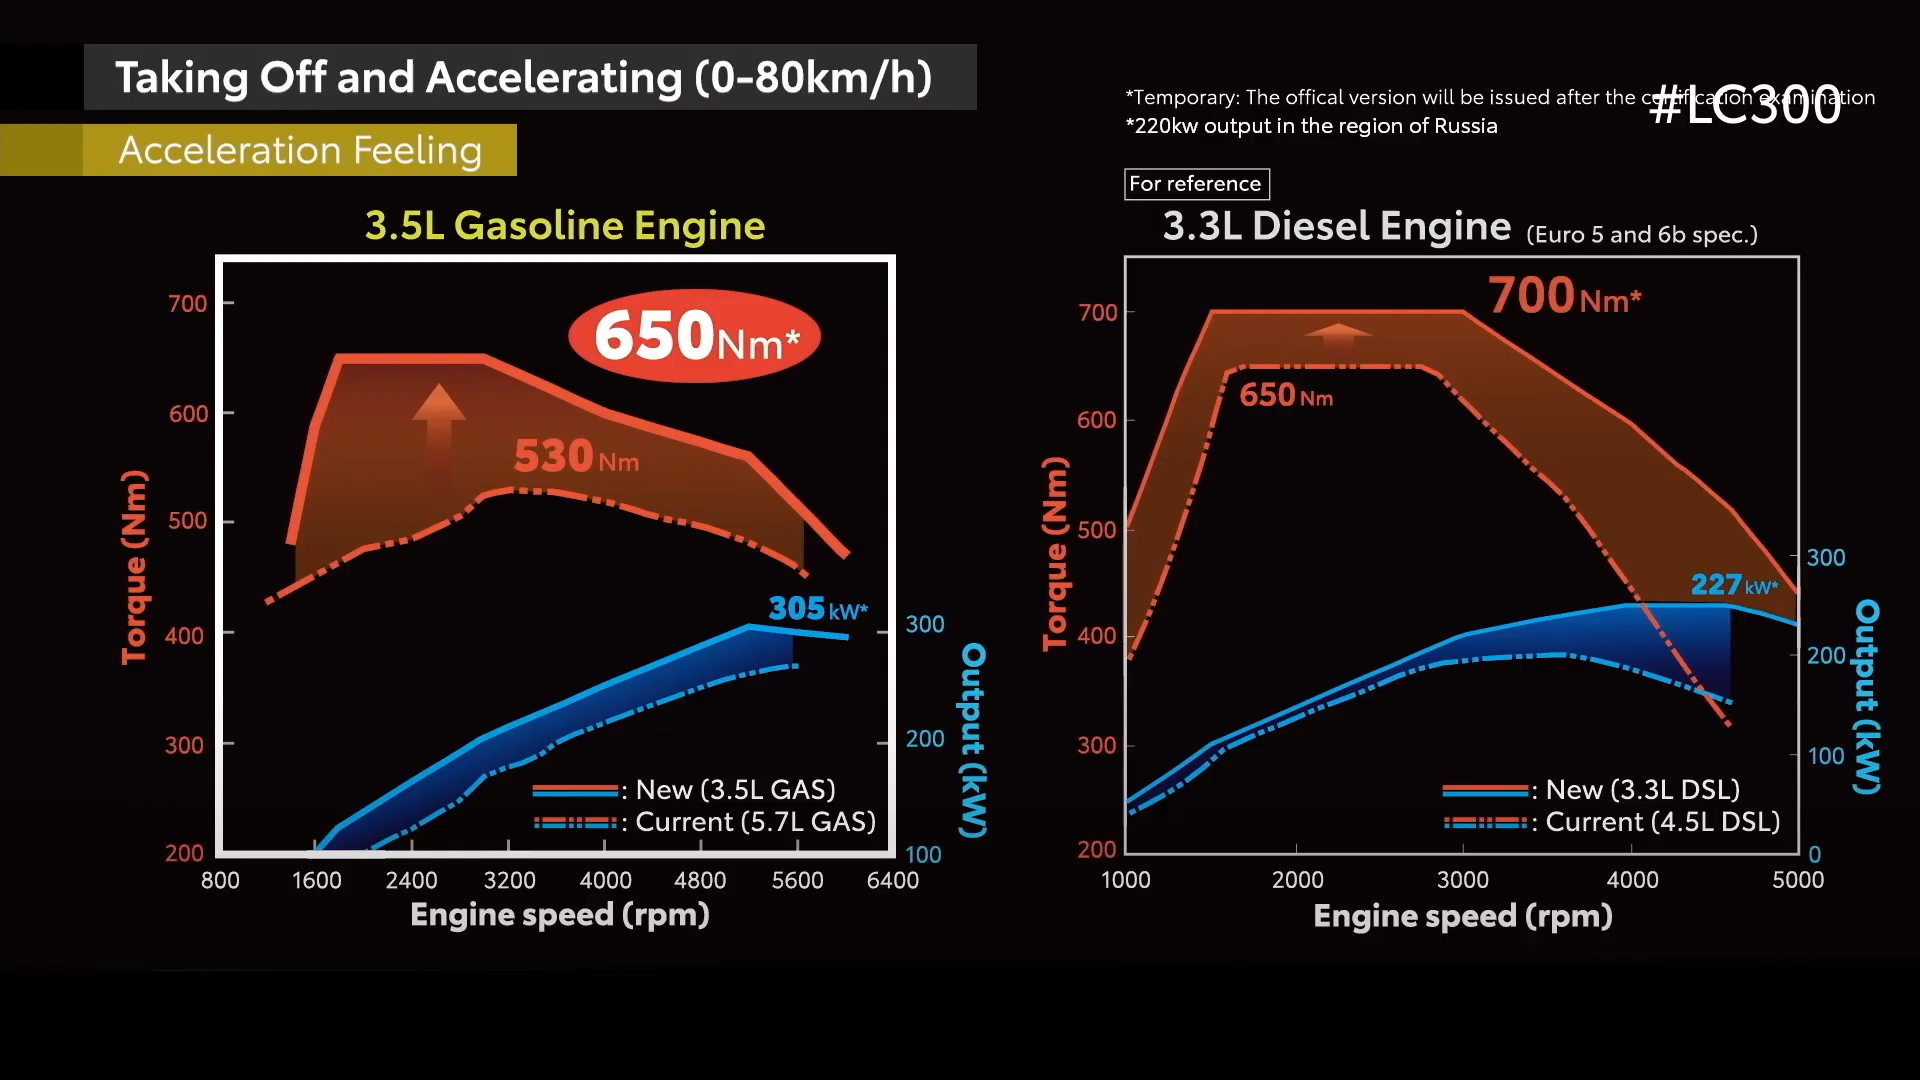 Taking Off and Accelerating (0-80km/h)
Acceleration Feeling
*Temporary: The offical version will be issued after the certification examination
#LC300
*220kw output in the region of Russia
For reference
3.5L Gasoline Engine
650Nm*
530Nm
305kW*
Torque (Nm)
700
600
500
400
300
200
Output (kW)
300
200
100
: New (3.5L GAS)
: Current (5.7L GAS)
800 1600 2400 3200 4000 4800 5600 6400
Engine speed (rpm)
3.3L Diesel Engine (Euro 5 and 6b spec.)
700Nm*
650Nm
227kW*
Torque (Nm)
700
600
500
400
300
200
Output (kW)
300
200
100
0
: New (3.3L DSL)
: Current (4.5L DSL)
1000 2000 3000 4000 5000
Engine speed (rpm)